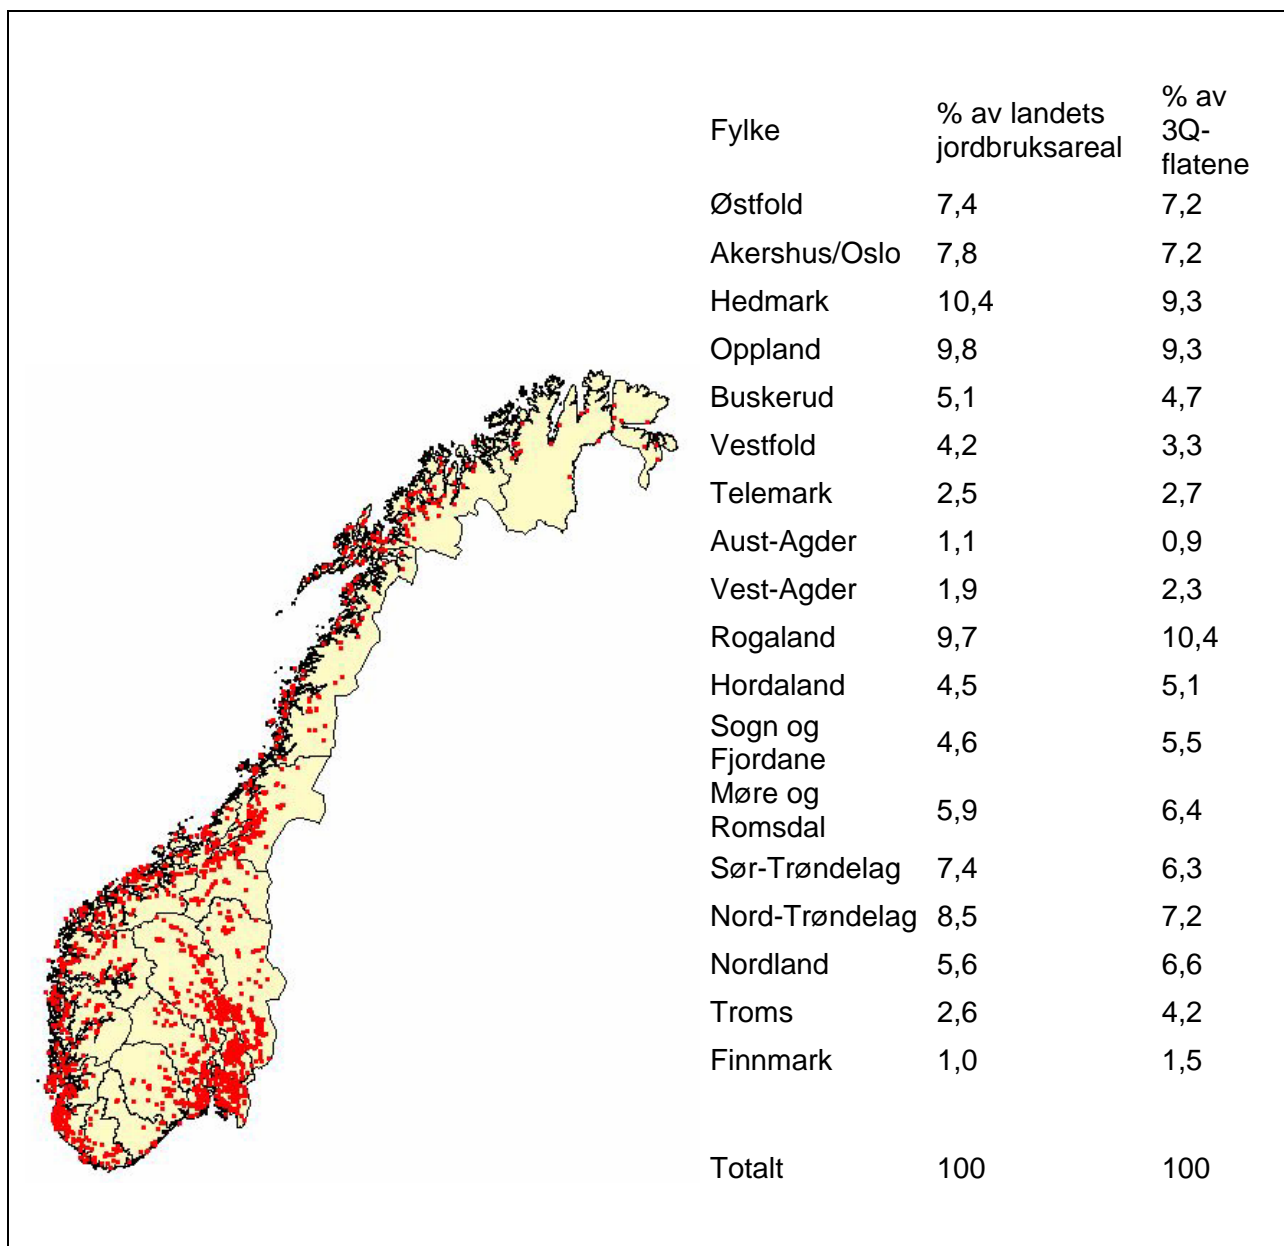 Fylke % av landets jordbruksareal % av 3Q-flatene
Østfold 7,4 7,2
Akershus/Oslo 7,8 7,2
Hedmark 10,4 9,3
Oppland 9,8 9,3
Buskerud 5,1 4,7
Vestfold 4,2 3,3
Telemark 2,5 2,7
Aust-Agder 1,1 0,9
Vest-Agder 1,9 2,3
Rogaland 9,7 10,4
Hordaland 4,5 5,1
Sogn og Fjordane 4,6 5,5
Møre og Romsdal 5,9 6,4
Sør-Trøndelag 7,4 6,3
Nord-Trøndelag 8,5 7,2
Nordland 5,6 6,6
Troms 2,6 4,2
Finnmark 1,0 1,5
Totalt 100 100